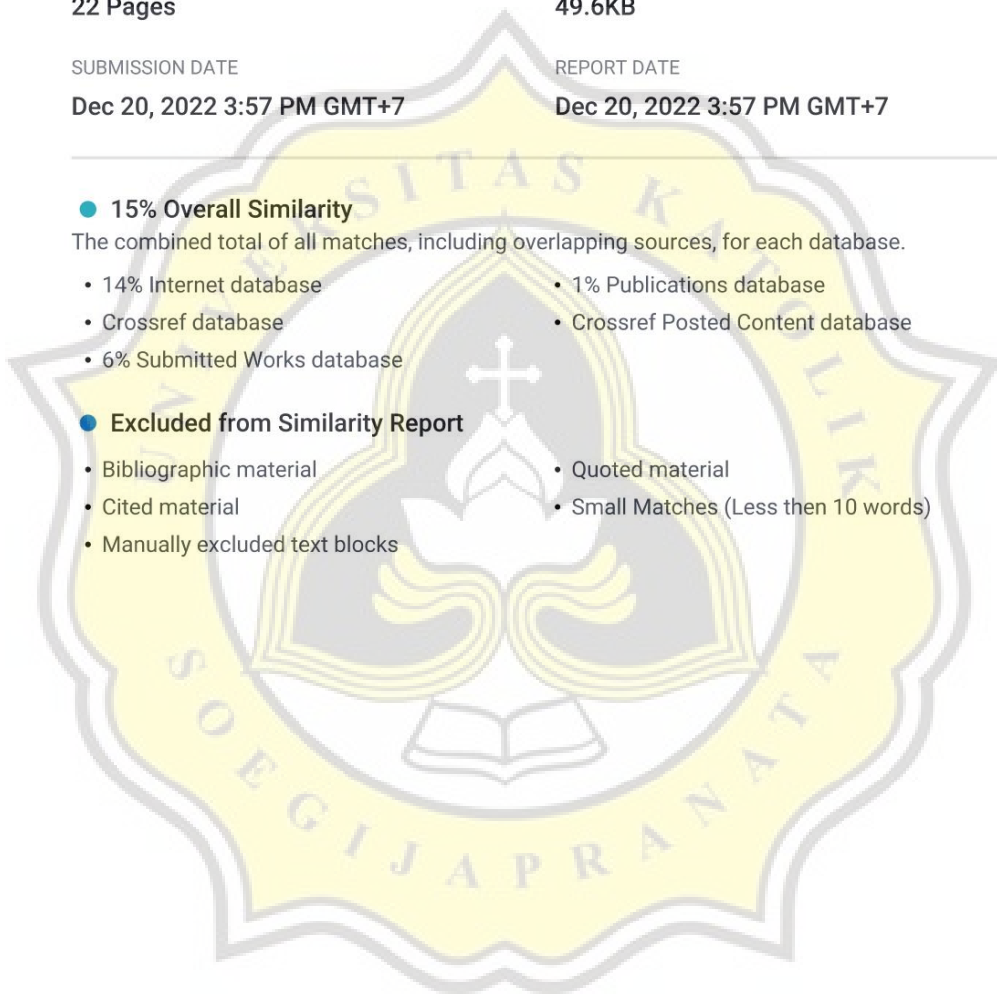 22 Pages
49.6KB
SUBMISSION DATE
REPORT DATE
Dec 20, 2022 3:57 PM GMT+7
Dec 20, 2022 3:57 PM GMT+7
15% Overall Similarity
The combined total of all matches, including overlapping sources, for each database.
• 14% Internet database
• 1% Publications database
• Crossref database
• Crossref Posted Content database
• 6% Submitted Works database
Excluded from Similarity Report
• Bibliographic material
• Quoted material
• Cited material
• Small Matches (Less then 10 words)
• Manually excluded text blocks
UNIVERSITAS KATOLIK
SOEGIJAPRANATA